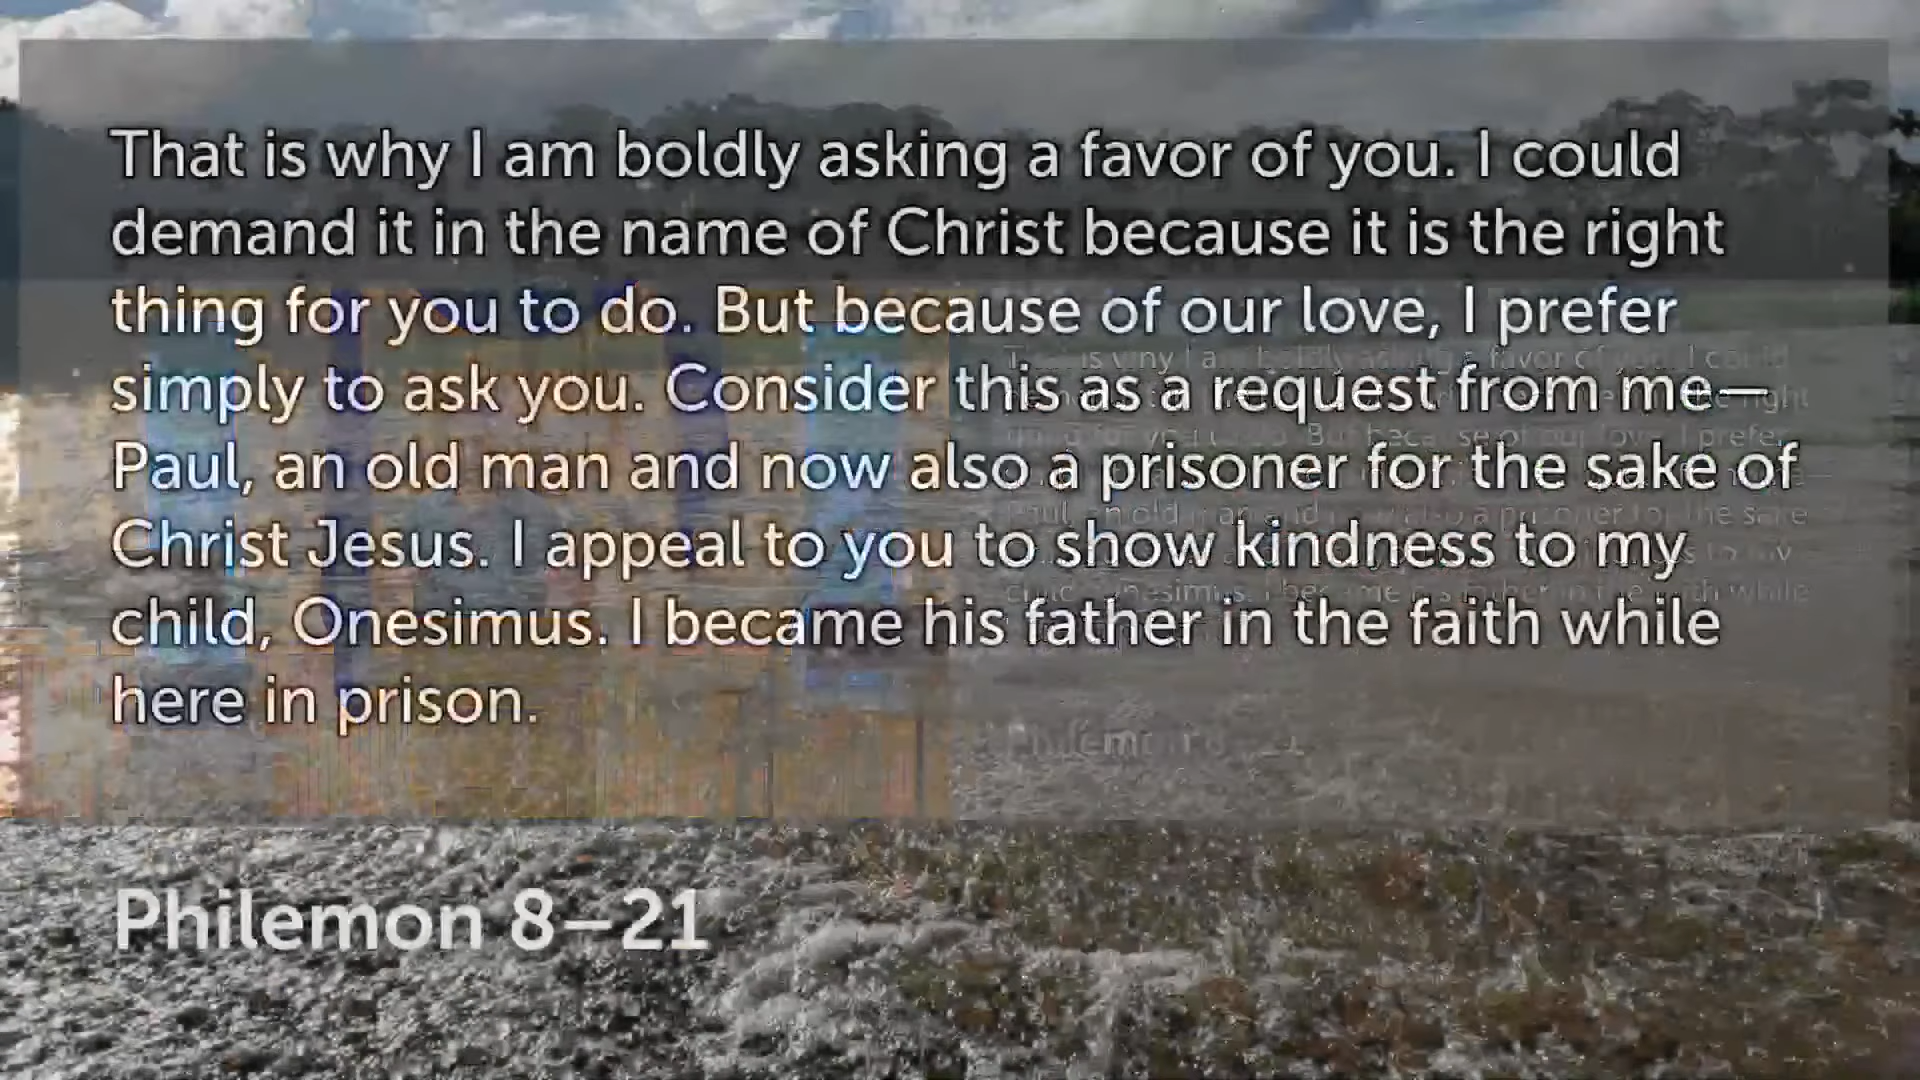 That is why I am boldly asking a favor of you. I could
demand it in the name of Christ because it is the right
thing for you to do. But because of our love, I prefer
simply to ask you. Consider this as a request from me—
Paul, an old man and now also a prisoner for the sake of
Christ Jesus. I appeal to you to show kindness to my
child, Onesimus. I became his father in the faith while
here in prison.
Philemon 8–21